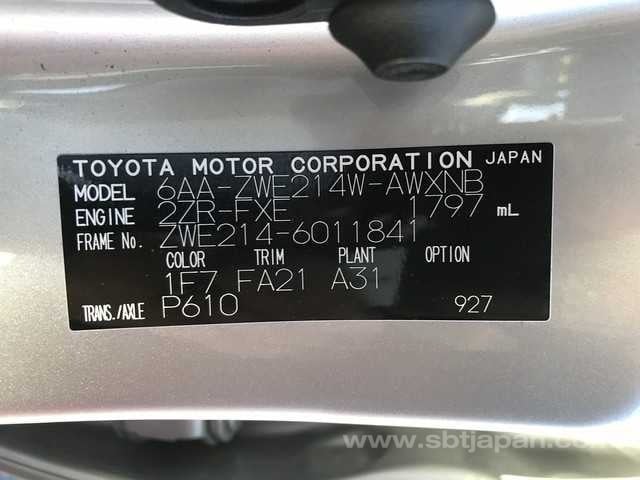 TOYOTA MOTOR CORPORATION JAPAN
MODEL 6AA-ZWE214W-AWXNB
ENGINE 2ZR-FXE 1797 mL
FRAME No. ZWE214-6011841
COLOR TRIM PLANT OPTION
1F7 FA21 A31
TRANS./AXLE P610 927
www.sbtjapan.com